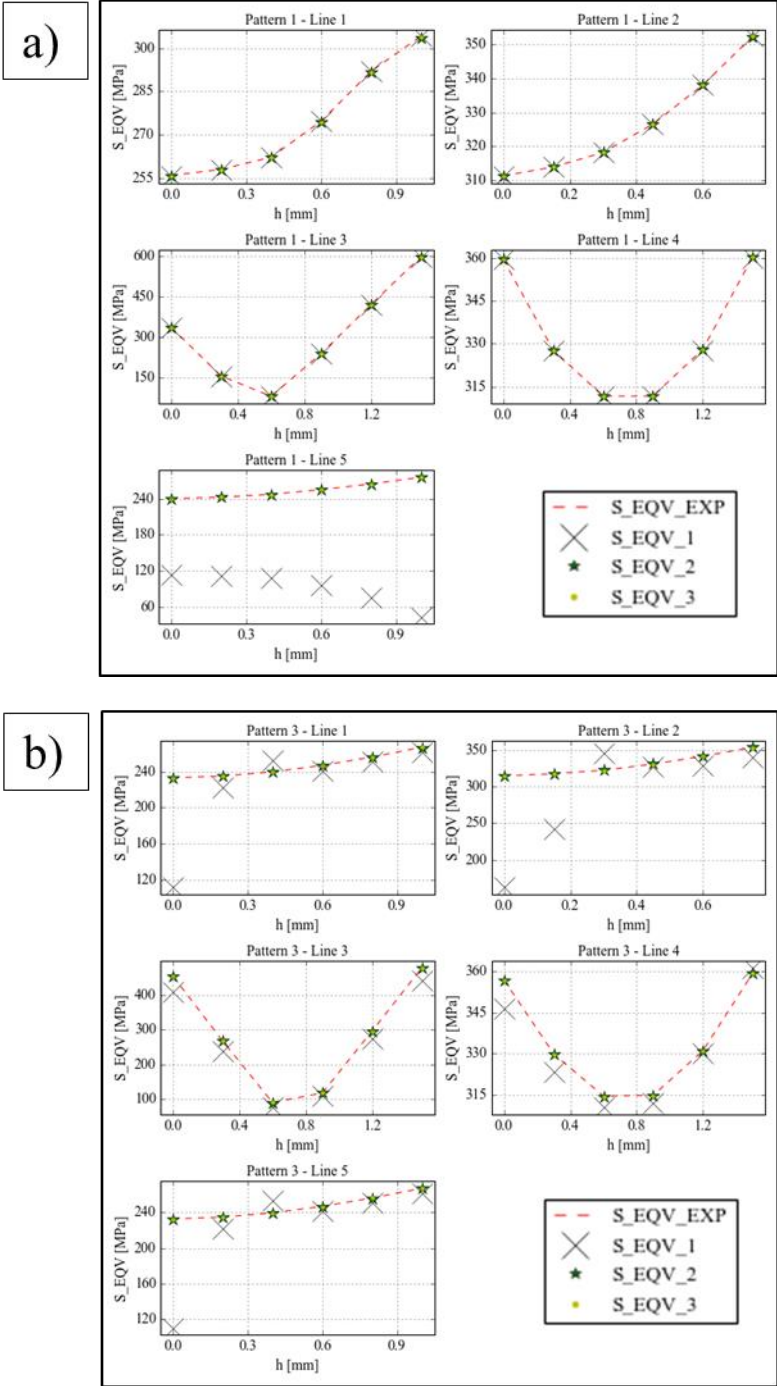 a)
Pattern 1 - Line 1
S_EQV [MPa]
300
285
270
255
0.0 0.3 0.6 0.9
h [mm]
Pattern 1 - Line 2
S_EQV [MPa]
350
340
330
320
310
0.0 0.2 0.4 0.6
h [mm]
Pattern 1 - Line 3
S_EQV [MPa]
600
450
300
150
0.0 0.4 0.8 1.2
h [mm]
Pattern 1 - Line 4
S_EQV [MPa]
360
345
330
315
0.0 0.4 0.8 1.2
h [mm]
Pattern 1 - Line 5
S_EQV [MPa]
240
180
120
60
0.0 0.3 0.6 0.9
h [mm]
S_EQV_EXP
S_EQV_1
S_EQV_2
S_EQV_3
b)
Pattern 3 - Line 1
S_EQV [MPa]
240
200
160
120
0.0 0.3 0.6 0.9
h [mm]
Pattern 3 - Line 2
S_EQV [MPa]
350
300
250
200
0.0 0.2 0.4 0.6
h [mm]
Pattern 3 - Line 3
S_EQV [MPa]
400
300
200
100
0.0 0.4 0.8 1.2
h [mm]
Pattern 3 - Line 4
S_EQV [MPa]
360
345
330
315
0.0 0.4 0.8 1.2
h [mm]
Pattern 3 - Line 5
S_EQV [MPa]
240
200
160
120
0.0 0.3 0.6 0.9
h [mm]
S_EQV_EXP
S_EQV_1
S_EQV_2
S_EQV_3